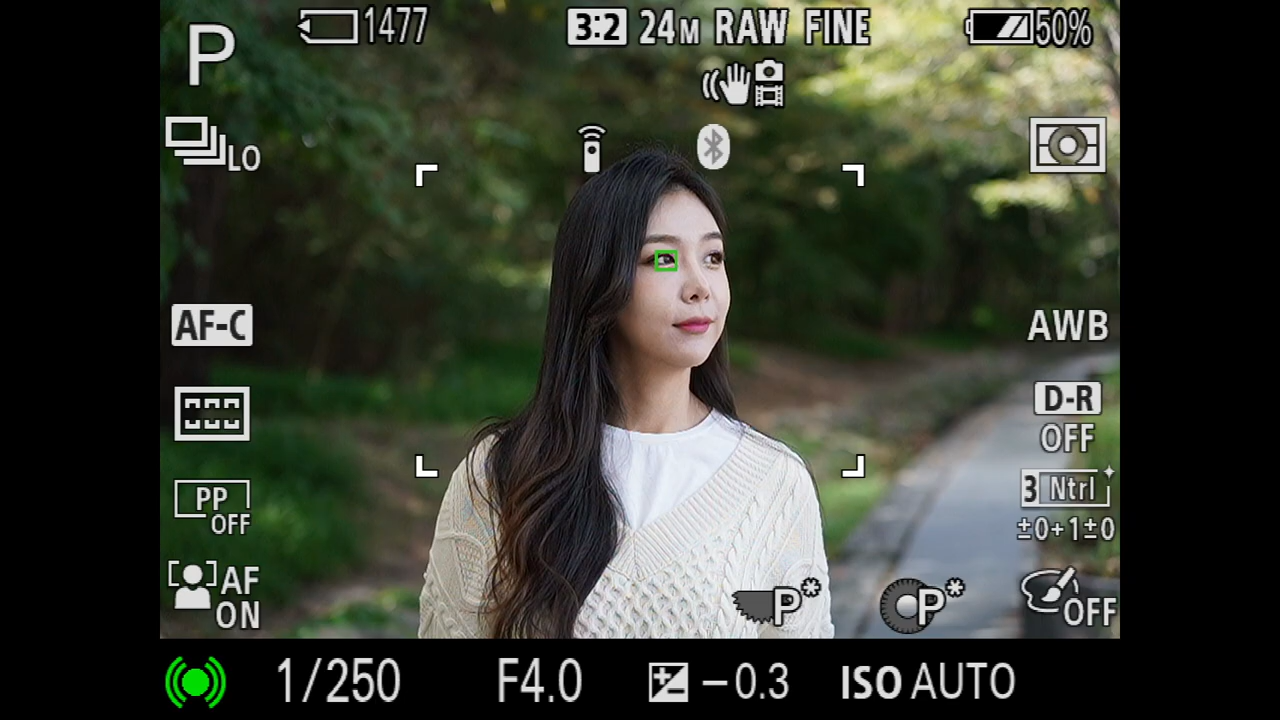 P 1477 3:2 24M RAW FINE 50%
LO
AF-C AWB
D-R
OFF
PP
OFF
3 Ntrl
±0+1±0
AF
ON
P* P* OFF
1/250 F4.0 −0.3 ISO AUTO